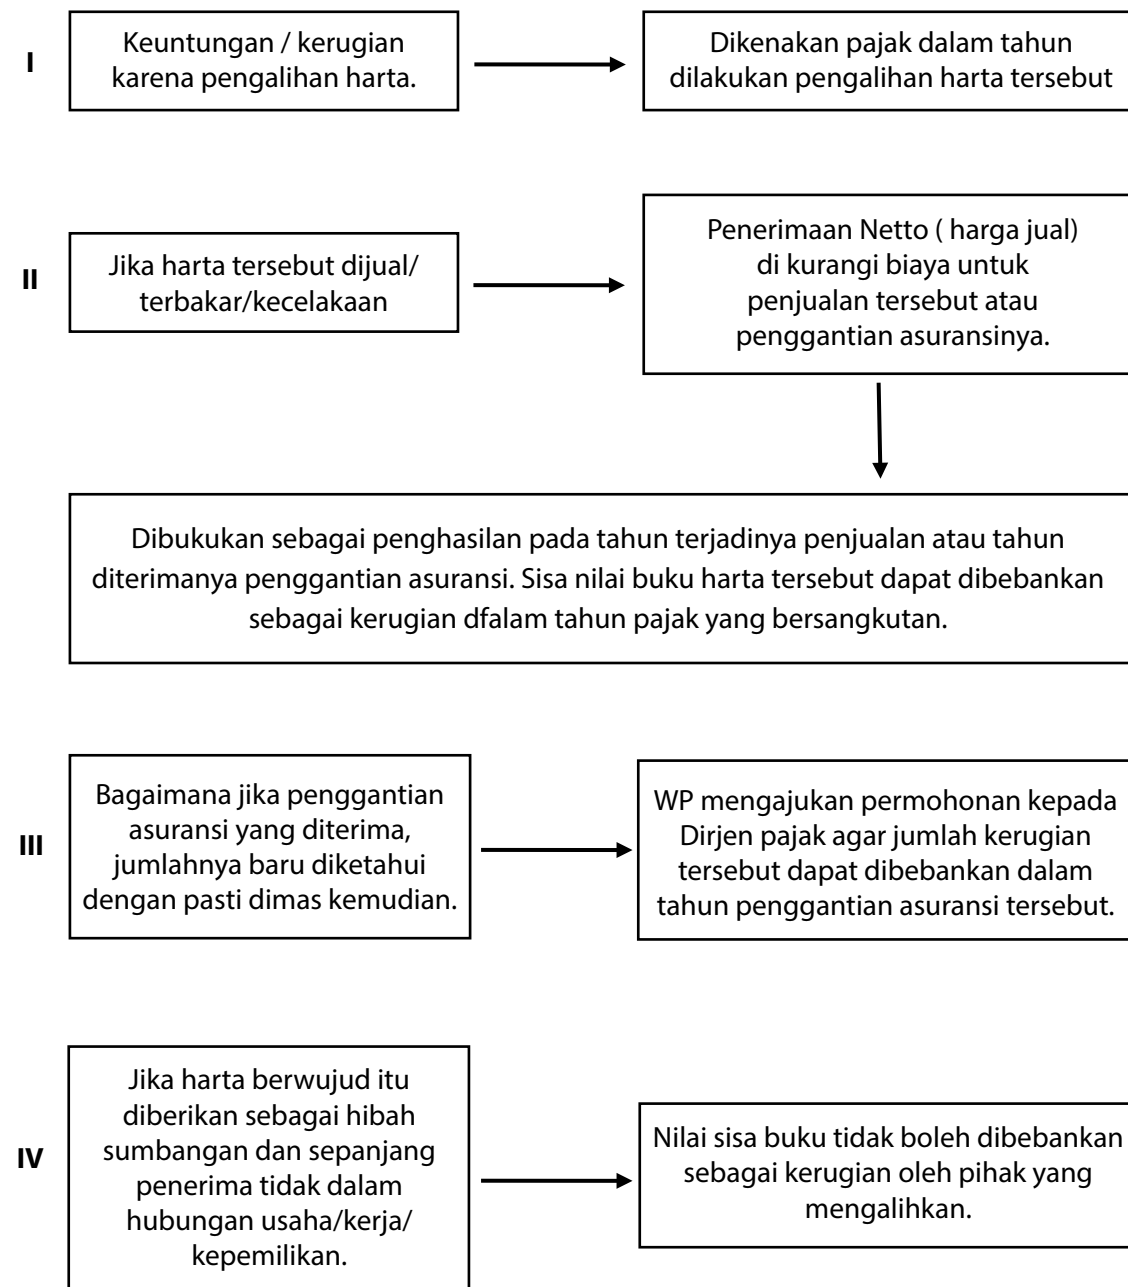 I
Keuntungan / kerugian
karena pengalihan harta.
Dikenakan pajak dalam tahun
dilakukan pengalihan harta tersebut
II
Jika harta tersebut dijual/
terbakar/kecelakaan
Penerimaan Netto ( harga jual)
di kurangi biaya untuk
penjualan tersebut atau
penggantian asuransinya.
Dibukukan sebagai penghasilan pada tahun terjadinya penjualan atau tahun
diterimanya penggantian asuransi. Sisa nilai buku harta tersebut dapat dibebankan
sebagai kerugian dfalam tahun pajak yang bersangkutan.
III
Bagaimana jika penggantian
asuransi yang diterima,
jumlahnya baru diketahui
dengan pasti dimas kemudian.
WP mengajukan permohonan kepada
Dirjen pajak agar jumlah kerugian
tersebut dapat dibebankan dalam
tahun penggantian asuransi tersebut.
IV
Jika harta berwujud itu
diberikan sebagai hibah
sumbangan dan sepanjang
penerima tidak dalam
hubungan usaha/kerja/
kepemilikan.
Nilai sisa buku tidak boleh dibebankan
sebagai kerugian oleh pihak yang
mengalihkan.